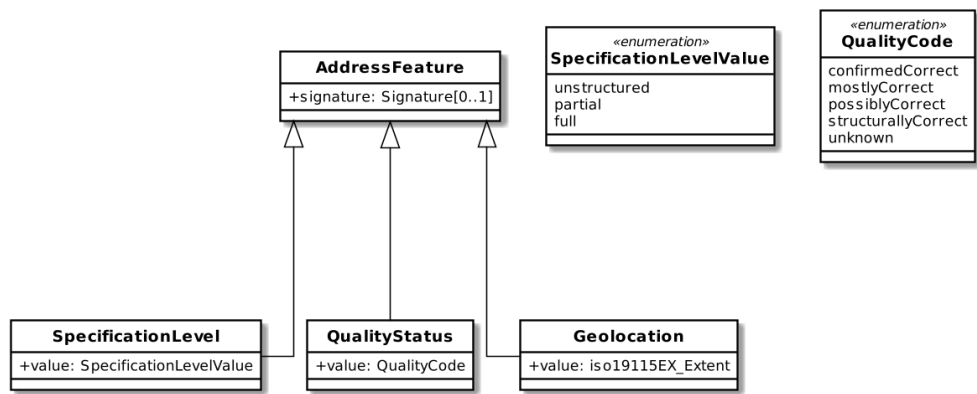 AddressFeature
+signature: Signature[0..1]
«enumeration»
SpecificationLevelValue
unstructured
partial
full
«enumeration»
QualityCode
confirmedCorrect
mostlyCorrect
possiblyCorrect
structurallyCorrect
unknown
SpecificationLevel
+value: SpecificationLevelValue
QualityStatus
+value: QualityCode
Geolocation
+value: iso19115EX_Extent